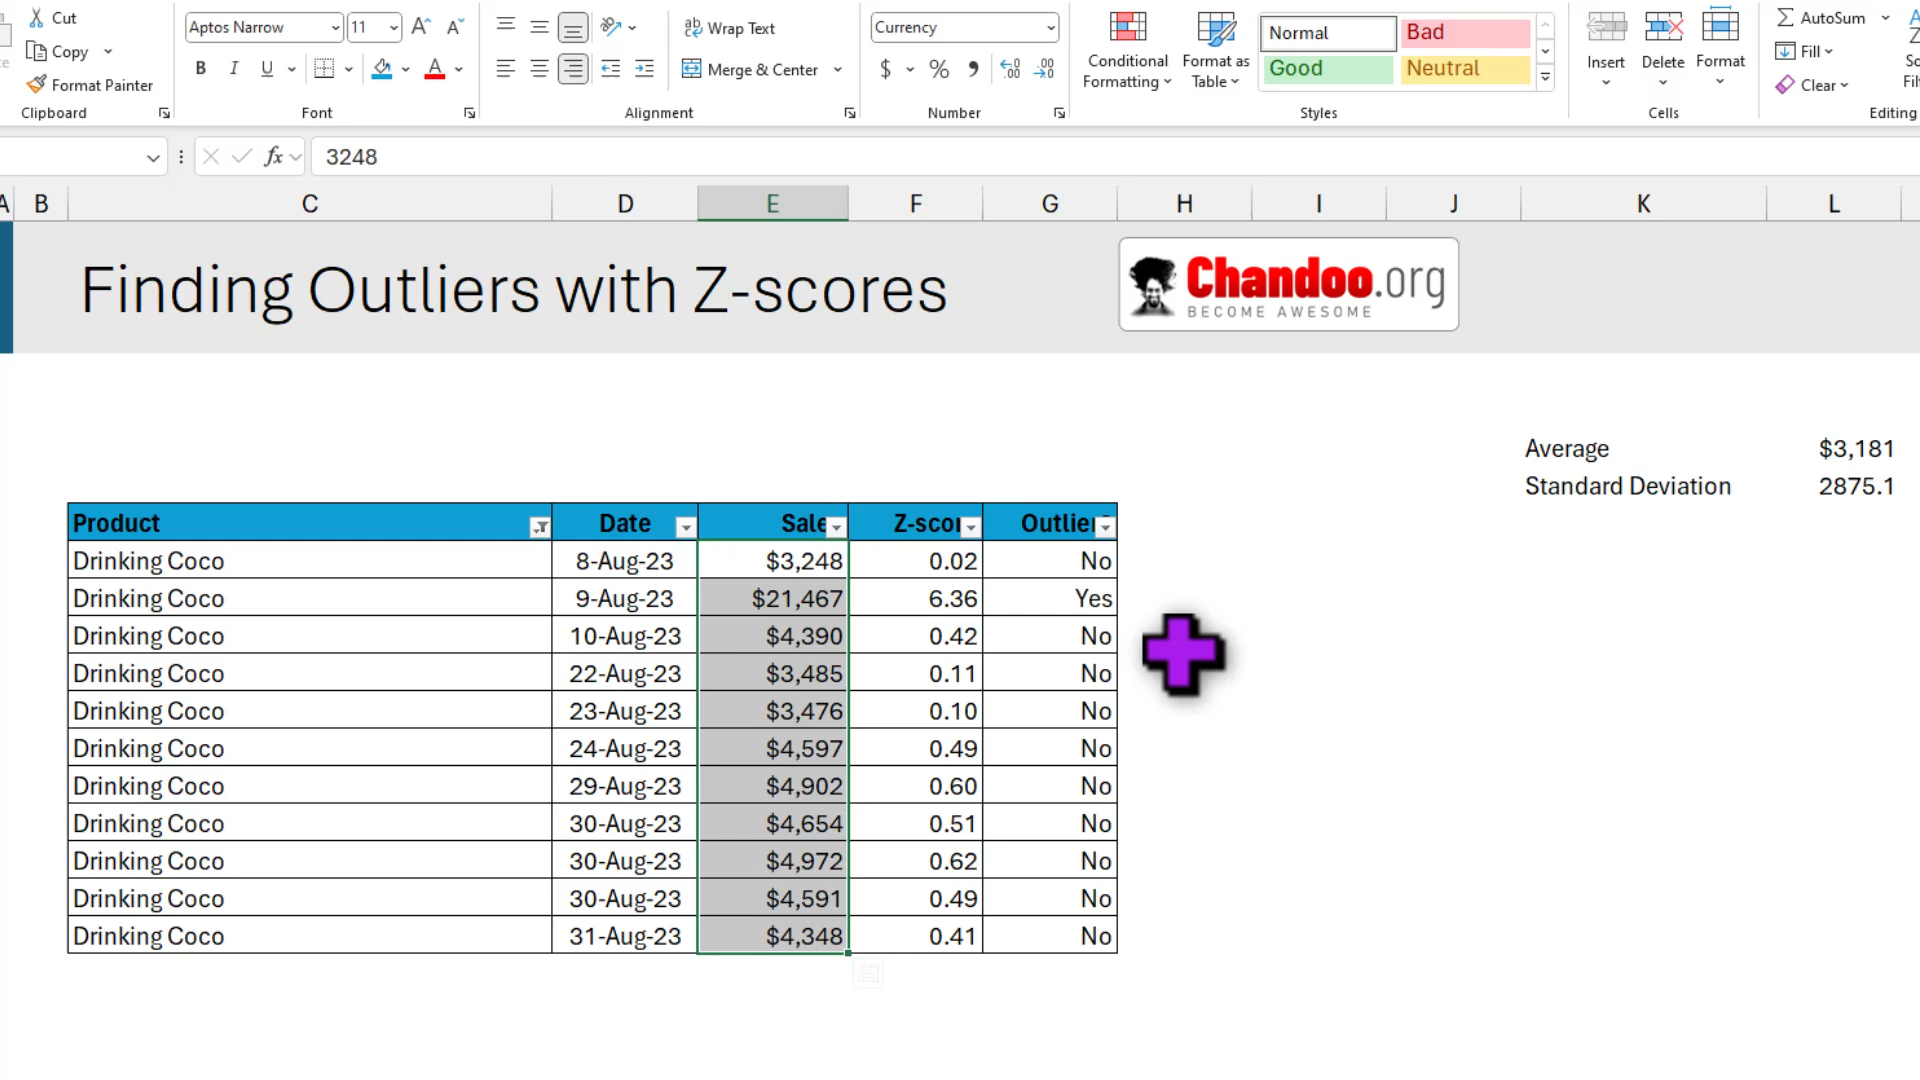 Cut
Copy
Format Painter
Clipboard
Aptos Narrow 11 A A
B I U A
Font
Wrap Text
Merge & Center
Alignment
Currency
$ % 9 .00 .00
Number
Conditional Formatting
Format as Table
Normal Bad
Good Neutral
Styles
Insert Delete Format
Cells
AutoSum
Fill
Clear
Editing
fx 3248
A B C D E F G H I J K L
Finding Outliers with Z-scores
Chandoo.org
BECOME AWESOME
Average $3,181
Standard Deviation 2875.1
Product Date Sale Z-scor Outlier
Drinking Coco 8-Aug-23 $3,248 0.02 No
Drinking Coco 9-Aug-23 $21,467 6.36 Yes
Drinking Coco 10-Aug-23 $4,390 0.42 No
Drinking Coco 22-Aug-23 $3,485 0.11 No
Drinking Coco 23-Aug-23 $3,476 0.10 No
Drinking Coco 24-Aug-23 $4,597 0.49 No
Drinking Coco 29-Aug-23 $4,902 0.60 No
Drinking Coco 30-Aug-23 $4,654 0.51 No
Drinking Coco 30-Aug-23 $4,972 0.62 No
Drinking Coco 30-Aug-23 $4,591 0.49 No
Drinking Coco 31-Aug-23 $4,348 0.41 No